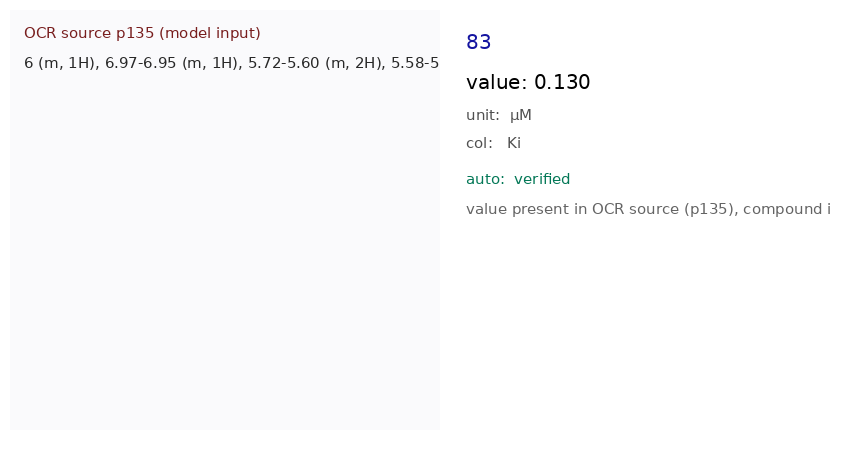 OCR source p135 (model input)
6 (m, 1H), 6.97-6.95 (m, 1H), 5.72-5.60 (m, 2H), 5.58-5
83
value: 0.130
unit: µM
col: Ki
auto: verified
value present in OCR source (p135), compound i